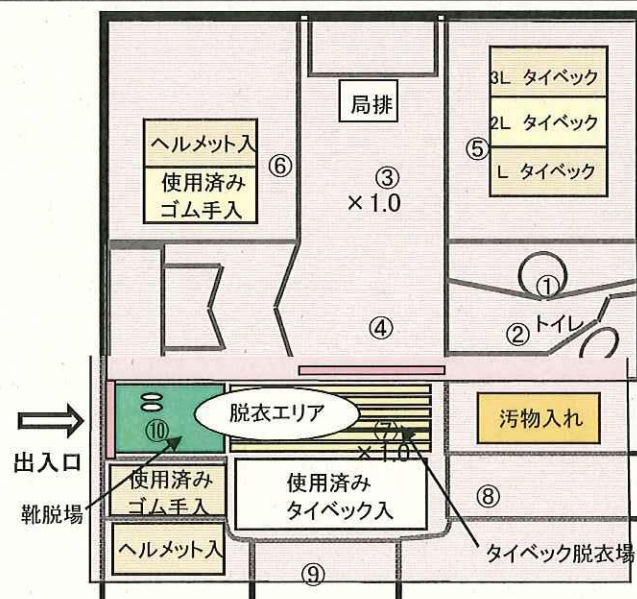 局排
3L タイベック
2L タイベック
L タイベック
ヘルメット入
使用済み
ゴム手入
⑥
③
×1.0
⑤
①
④
② トイレ
脱衣エリア
⑩
⑦
×1.0
汚物入れ
出入口
靴脱場
使用済み
ゴム手入
使用済み
タイベック入
⑧
ヘルメット入
タイベック脱衣場
⑨